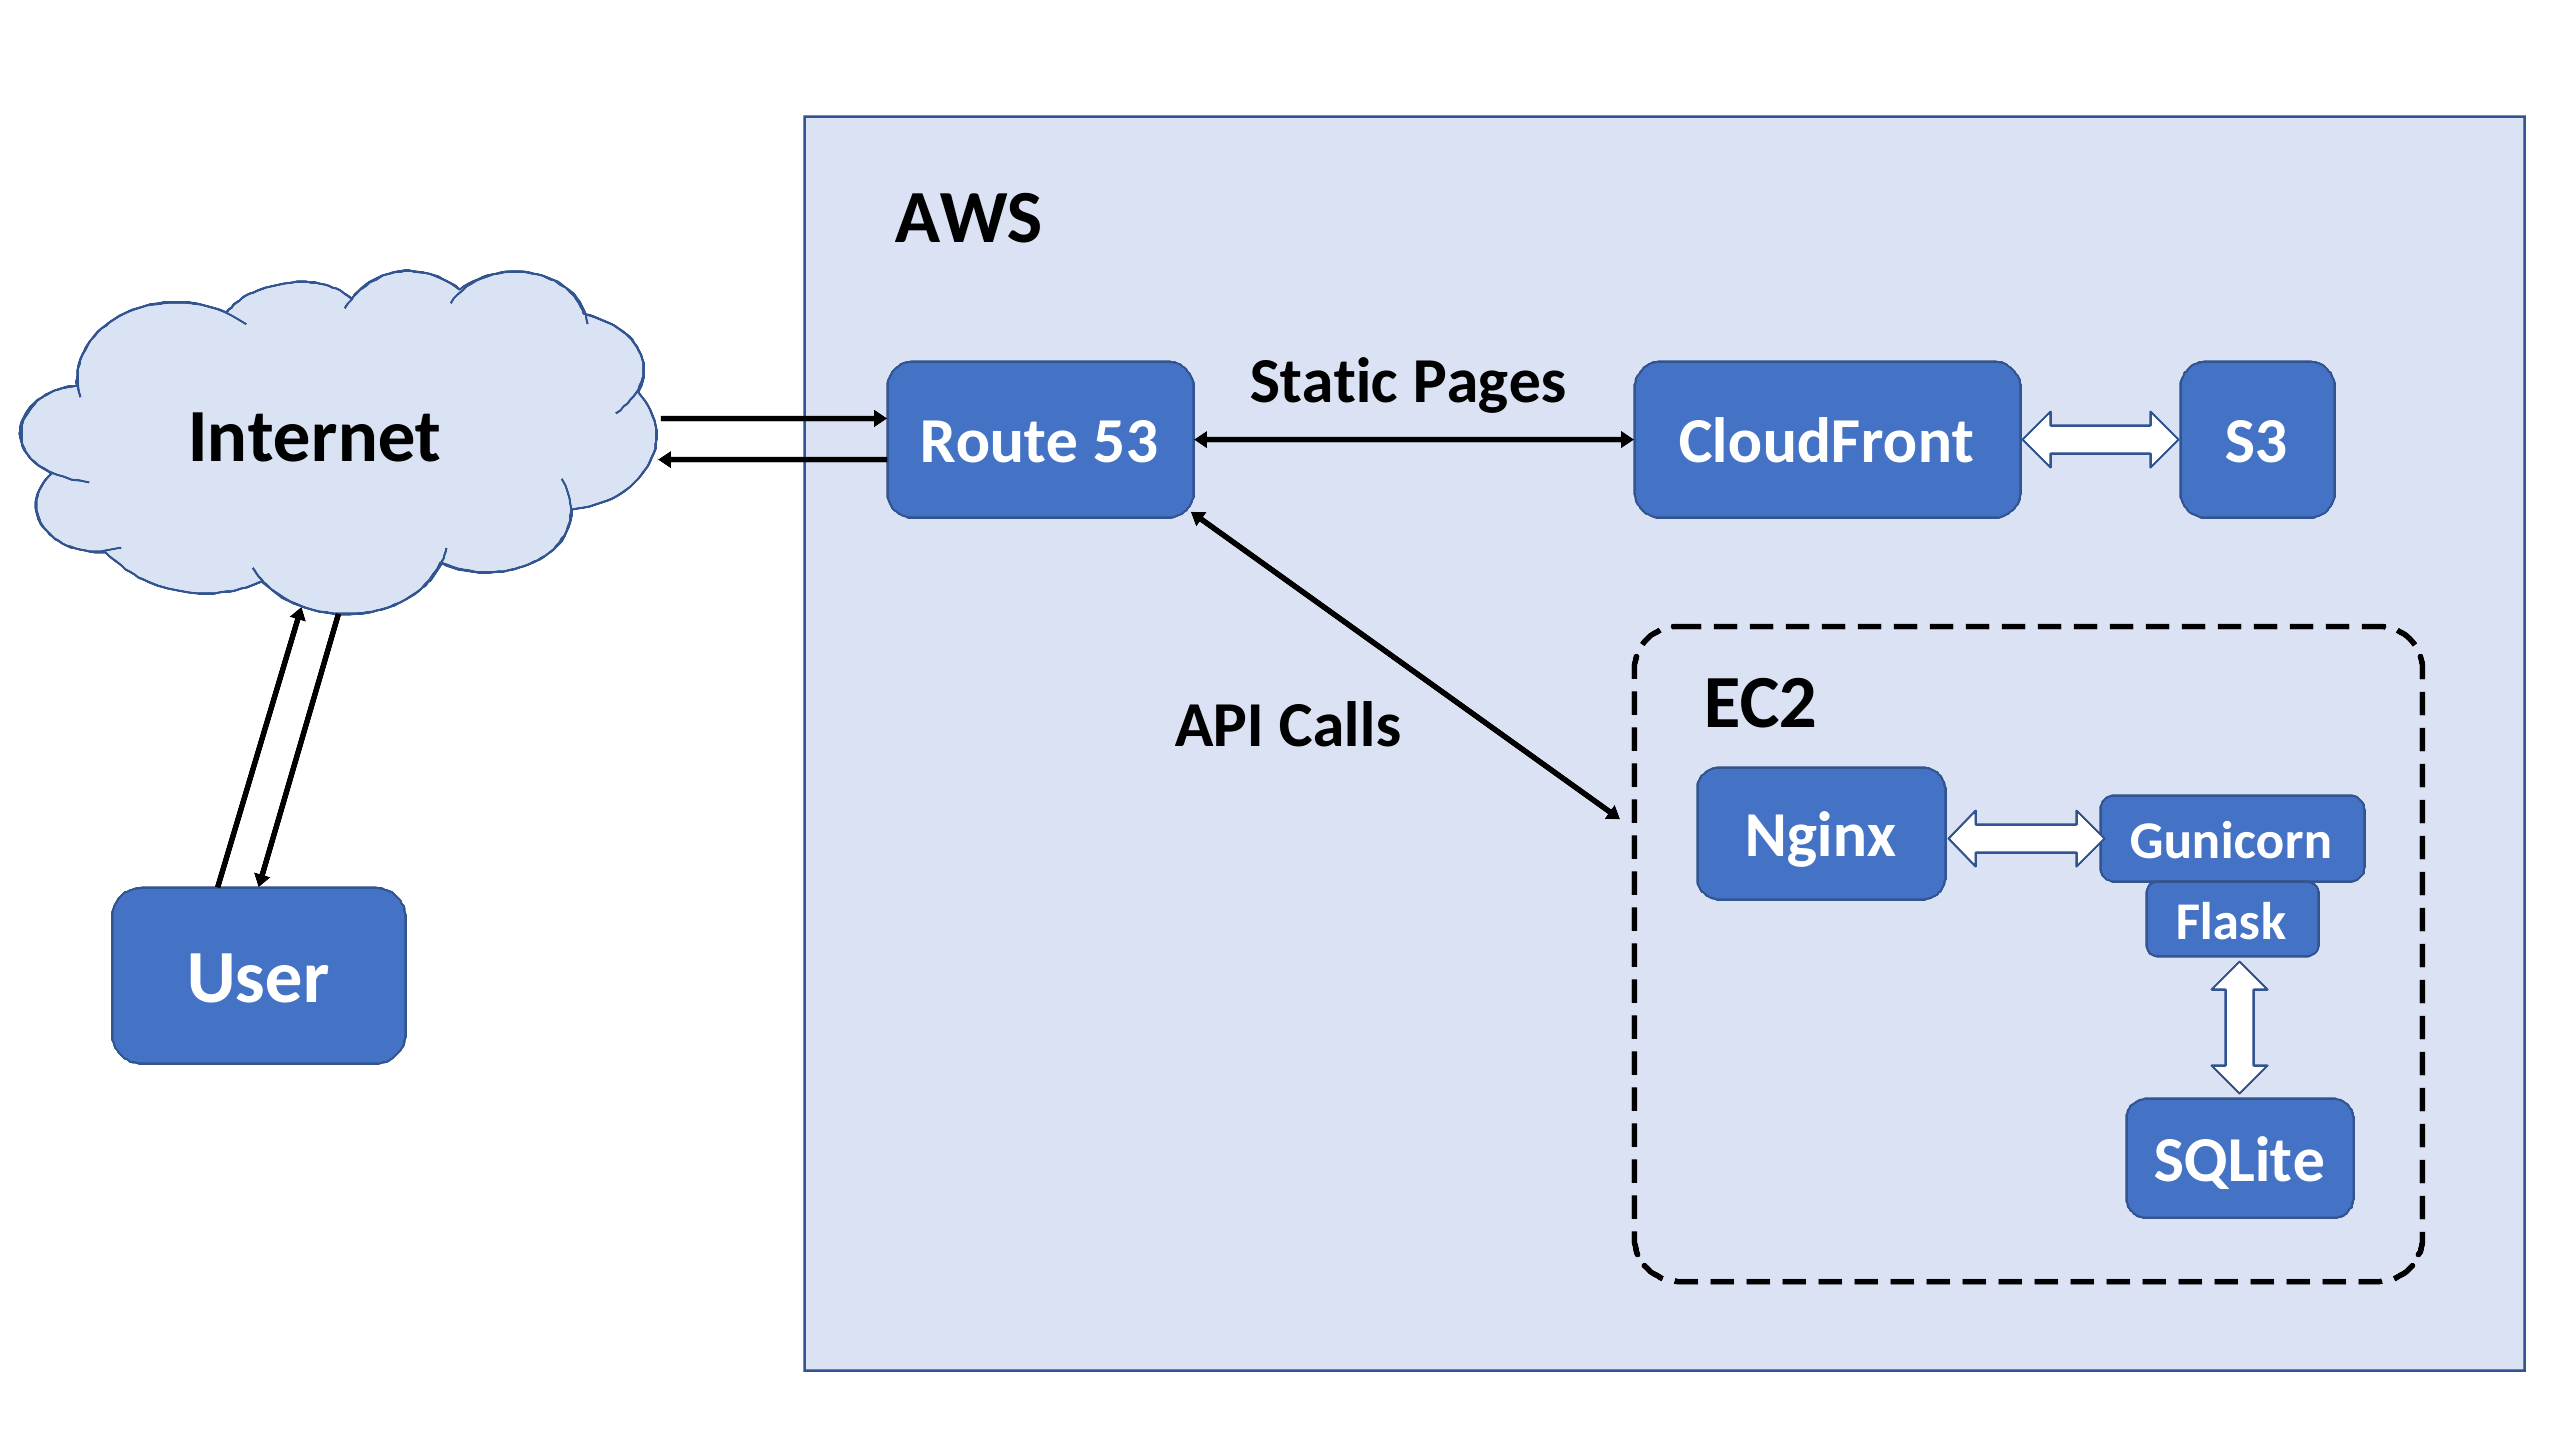 AWS
Internet
Route 53
Static Pages
CloudFront
S3
API Calls
EC2
Nginx
Gunicorn
Flask
User
SQLite